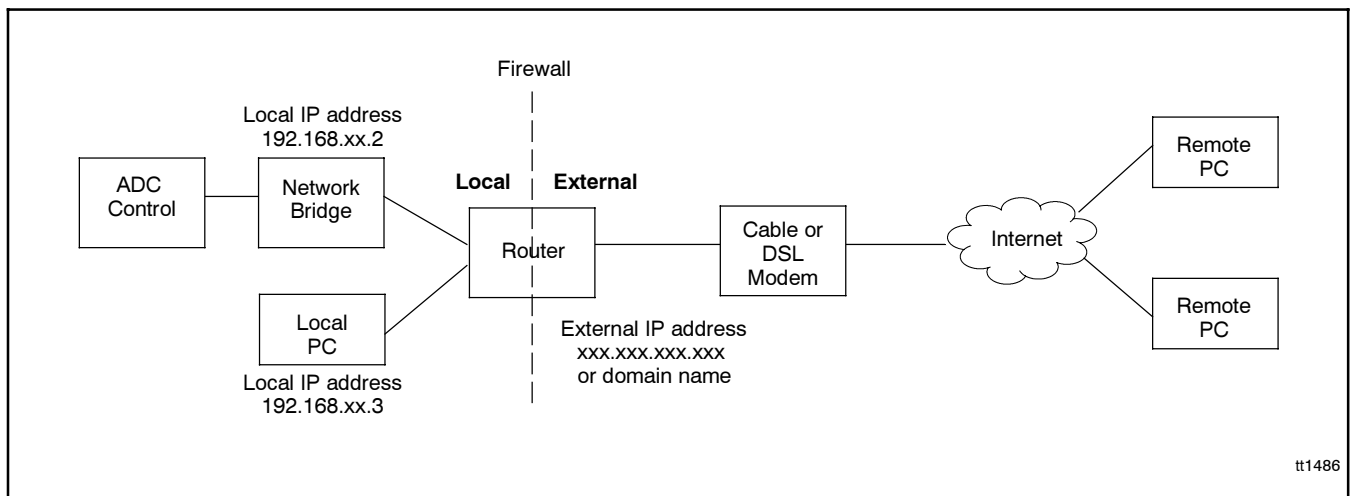 Firewall
Local IP address
192.168.xx.2
ADC
Control
Network
Bridge
Local
External
Router
Cable or
DSL
Modem
Internet
Remote
PC
Remote
PC
Local
PC
Local IP address
192.168.xx.3
External IP address
xxx.xxx.xxx.xxx
or domain name
tt1486